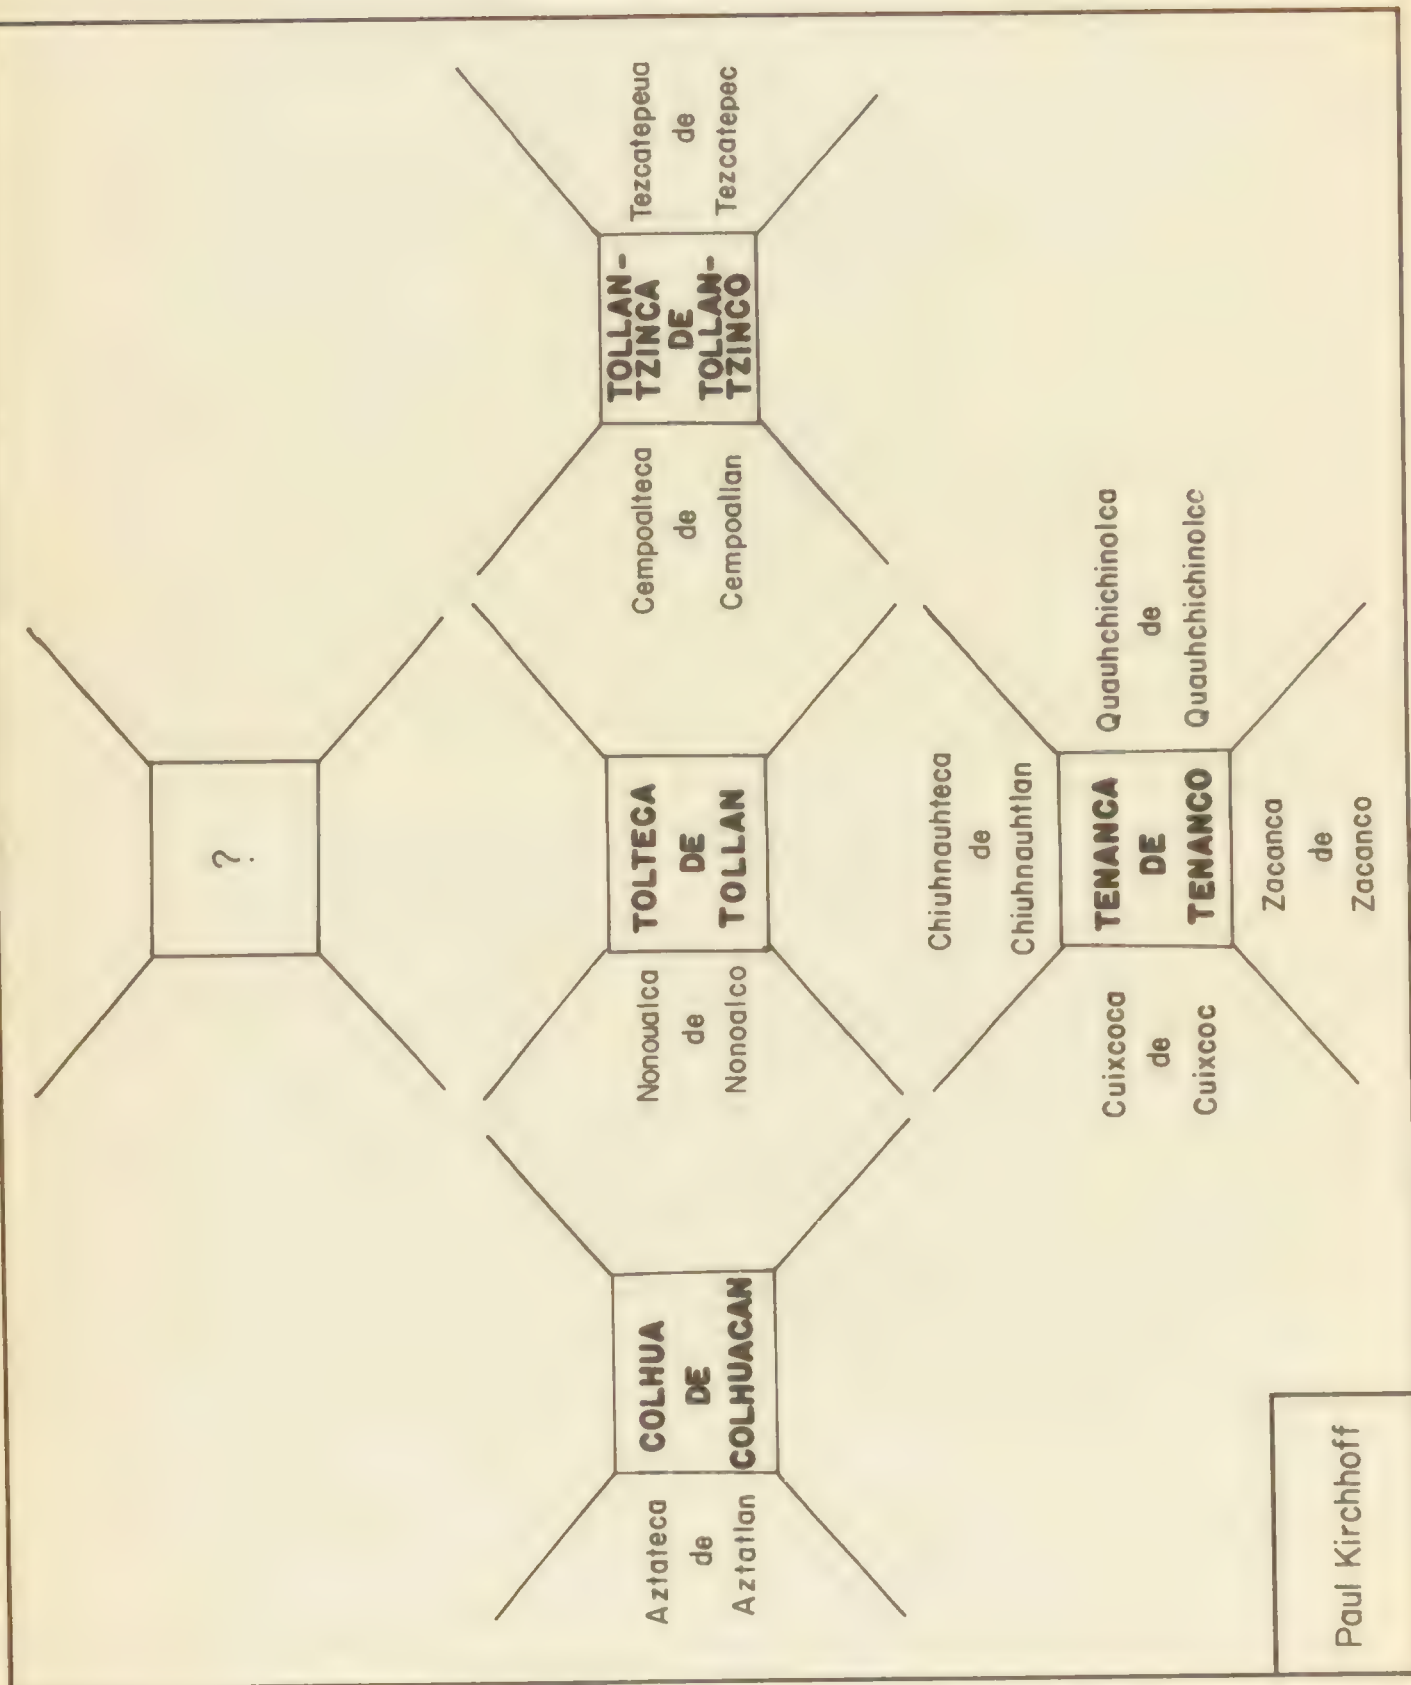 ?
Aztateca
de
Aztatlan
COLHUA
DE
COLHUACAN
Nonoualca
de
Nonoalco
TOLTECA
DE
TOLLAN
Cempoalteca
de
Cempoallan
TOLLAN-
TZINCA
DE
TOLLAN-
TZINCO
Tezcatepeua
de
Tezcatepec
Chiuhnauhteca
de
Chiuhnauhtlan
Cuixcoca
de
Cuixcoc
TENANCA
DE
TENANCO
Quauhchichinolca
de
Quauhchichinolcc
Zacanca
de
Zacanco
Paul Kirchhoff